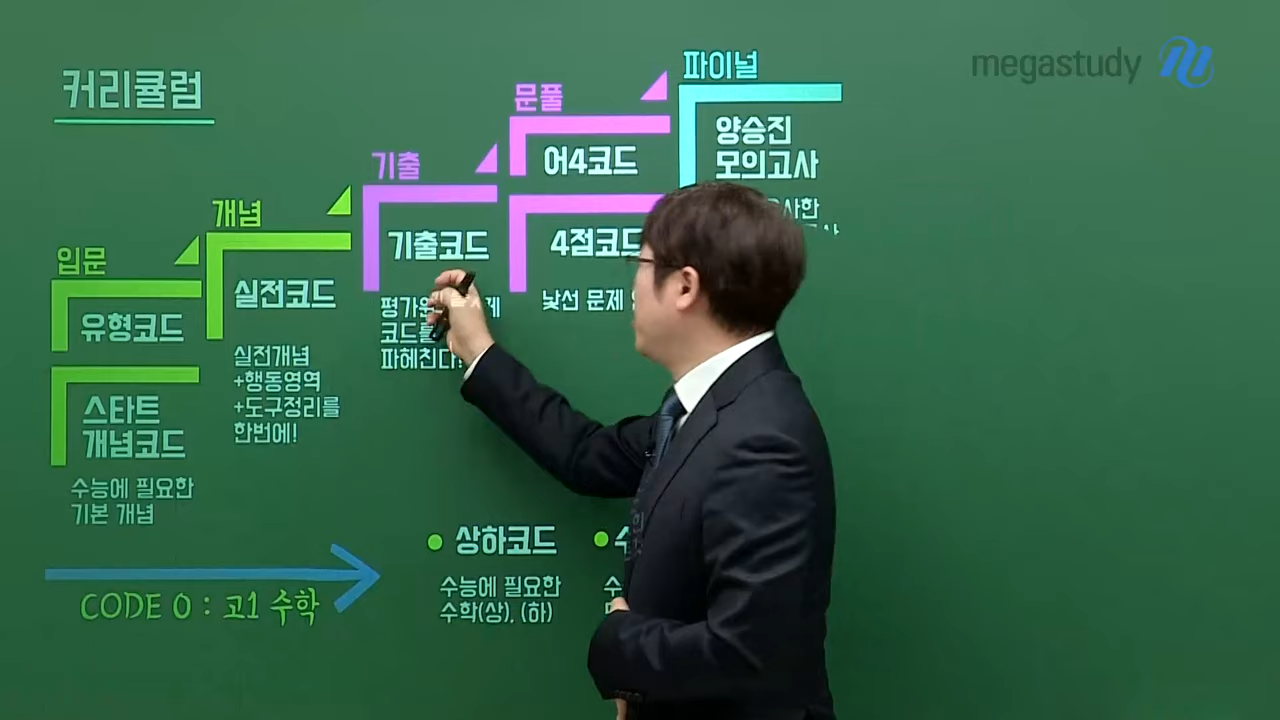 커리큘럼
megastudy
입문
유형코드
스타트
개념코드
수능에 필요한
기본 개념
개념
실전코드
실전개념
+행동영역
+도구정리를
한번에!
기출
기출코드
코드를
파헤친다!
문풀
어4코드
4점코드
낯선 문제
파이널
양승진
모의고사
CODE 0 : 고1 수학
상하코드
수능에 필요한
수학(상), (하)